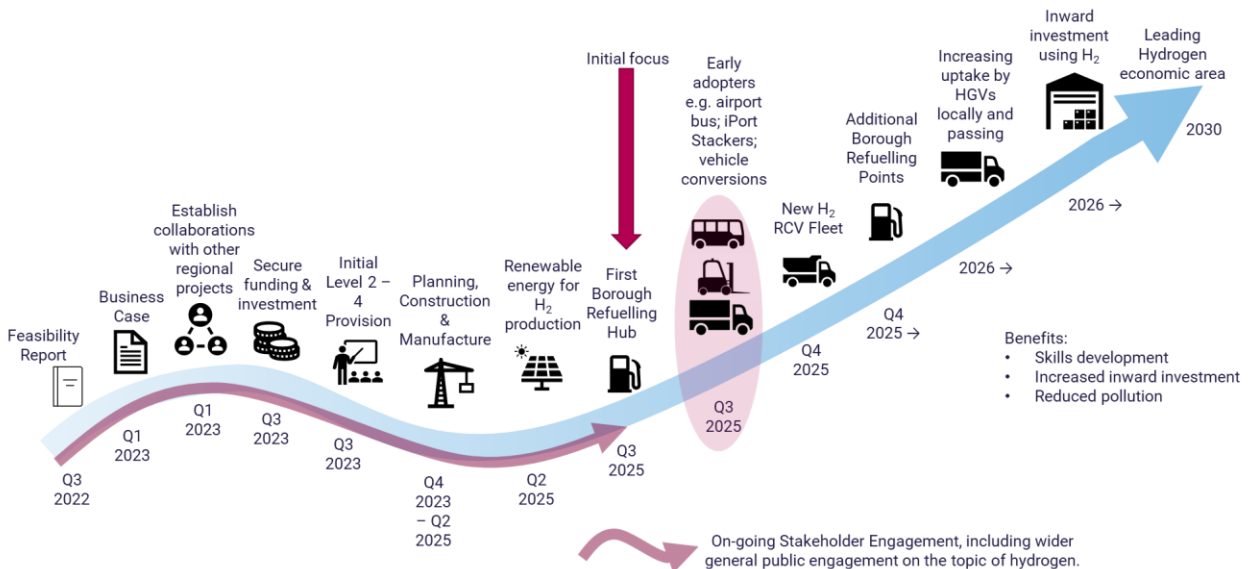 Feasibility
Report
Q3
2022
Business
Case
Q1
2023
Establish
collaborations
with other
regional
projects
Q1
2023
Secure
funding &
investment
Q3
2023
Initial
Level 2 –
4
Provision
Q3
2023
Planning,
Construction
&
Manufacture
Q4
2023
– Q2
2025
Renewable
energy for
H₂
production
Q2
2025
Initial focus
First
Borough
Refuelling
Hub
Q3
2025
Early
adopters
e.g. airport
bus; iPort
Stackers;
vehicle
conversions
Q3
2025
New H₂
RCV Fleet
Q4
2025
Additional
Borough
Refuelling
Points
Q4
2025 →
Increasing
uptake by
HGVs
locally and
passing
2026 →
Inward
investment
using H₂
2026 →
Leading
Hydrogen
economic area
2030
Benefits:
• Skills development
• Increased inward investment
• Reduced pollution
On-going Stakeholder Engagement, including wider
general public engagement on the topic of hydrogen.